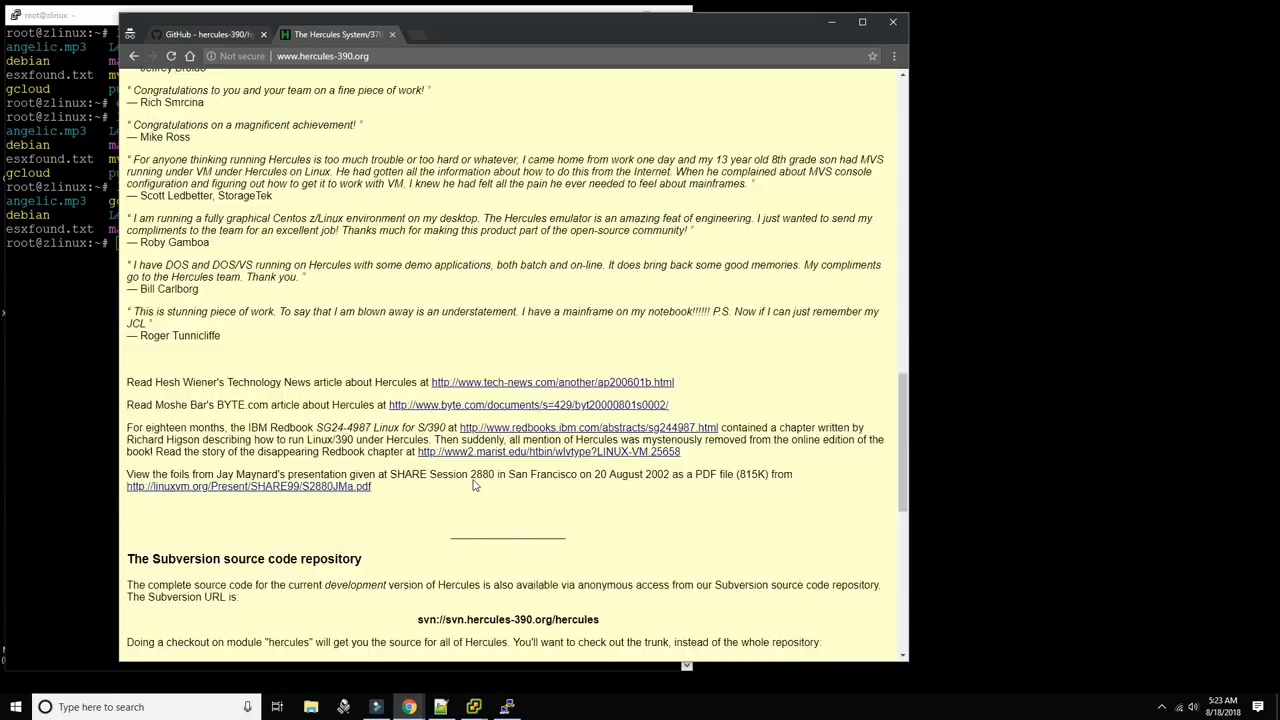 root@zlinux: ~
root@zlinux:~#
angelic.mp3
debian
esxfound.txt
gcloud
root@zlinux:~#
root@zlinux:~#
angelic.mp3
debian
esxfound.txt
gcloud
root@zlinux:~#
angelic.mp3
debian
esxfound.txt
root@zlinux:~#
GitHub - hercules-390/h
The Hercules System/370
Not secure | www.hercules-390.org
— Jeffrey Broido
“ Congratulations to you and your team on a fine piece of work! ”
— Rich Smrcina
“ Congratulations on a magnificent achievement! ”
— Mike Ross
“ For anyone thinking running Hercules is too much trouble or too hard or whatever, I came home from work one day and my 13 year old 8th grade son had MVS
running under VM under Hercules on Linux. He had gotten all the information about how to do this from the Internet. When he complained about MVS console
configuration and figuring out how to get it to work with VM, I knew he had felt all the pain he ever needed to feel about mainframes. ”
— Scott Ledbetter, StorageTek
“ I am running a fully graphical Centos z/Linux environment on my desktop. The Hercules emulator is an amazing feat of engineering. I just wanted to send my
compliments to the team for an excellent job! Thanks much for making this product part of the open-source community! ”
— Roby Gamboa
“ I have DOS and DOS/VS running on Hercules with some demo applications, both batch and on-line. It does bring back some good memories. My compliments
go to the Hercules team. Thank you. ”
— Bill Carlborg
“ This is stunning piece of work. To say that I am blown away is an understatement. I have a mainframe on my notebook!!!!!! P.S. Now if I can just remember my
JCL ”
— Roger Tunnicliffe
Read Hesh Wiener's Technology News article about Hercules at http://www.tech-news.com/another/ap200601b.html
Read Moshe Bar's BYTE.com article about Hercules at http://www.byte.com/documents/s=429/byt20000801s0002/
For eighteen months, the IBM Redbook SG24-4987 Linux for S/390 at http://www.redbooks.ibm.com/abstracts/sg244987.html contained a chapter written by
Richard Higson describing how to run Linux/390 under Hercules. Then suddenly, all mention of Hercules was mysteriously removed from the online edition of the
book! Read the story of the disappearing Redbook chapter at http://www2.marist.edu/htbin/wlvtype?LINUX-VM.25658
View the foils from Jay Maynard's presentation given at SHARE Session 2880 in San Francisco on 20 August 2002 as a PDF file (815K) from
http://linuxvm.org/Present/SHARE99/S2880JMa.pdf
The Subversion source code repository
The complete source code for the current development version of Hercules is also available via anonymous access from our Subversion source code repository.
The Subversion URL is:
svn://svn.hercules-390.org/hercules
Doing a checkout on module "hercules" will get you the source for all of Hercules. You'll want to check out the trunk, instead of the whole repository:
Type here to search
5:23 AM
8/18/2018